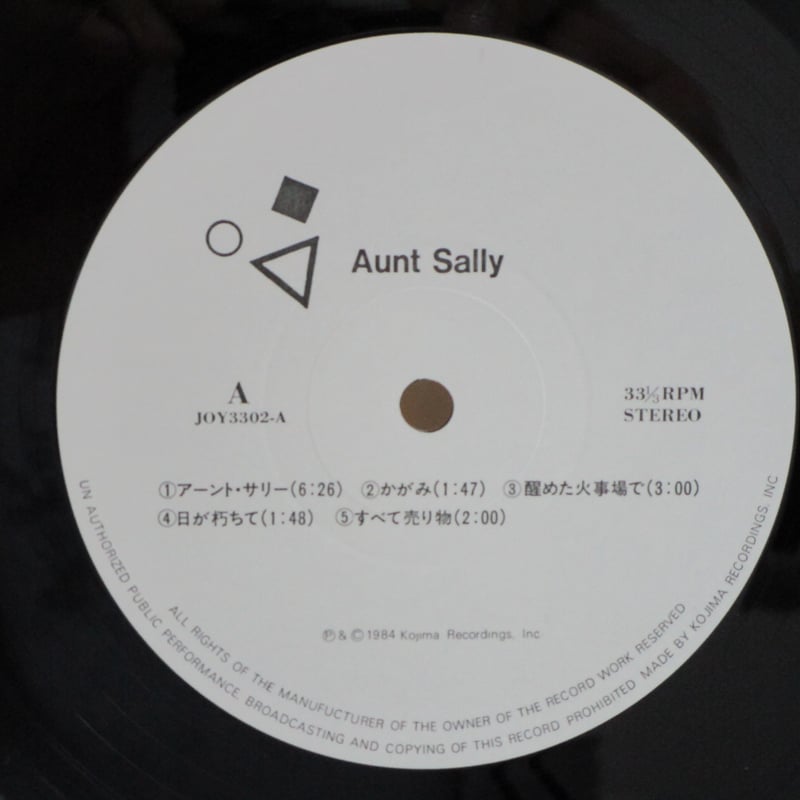 Aunt Sally
A
JOY3302-A
33⅓RPM
STEREO
①アーント・サリー(6:26) ②かがみ(1:47) ③醒めた火事場で(3:00)
④日が朽ちて(1:48) ⑤すべて売り物(2:00)
Ⓟ&Ⓒ1984 Kojima Recordings, Inc
ALL RIGHTS OF THE MANUFACTURER OF THE OWNER OF THE RECORD WORK RESERVED
UN AUTHORIZED PUBLIC PERFORMANCE, BROADCASTING AND COPYING OF THIS RECORD PROHIBITED MADE BY KOJIMA RECORDINGS, INC